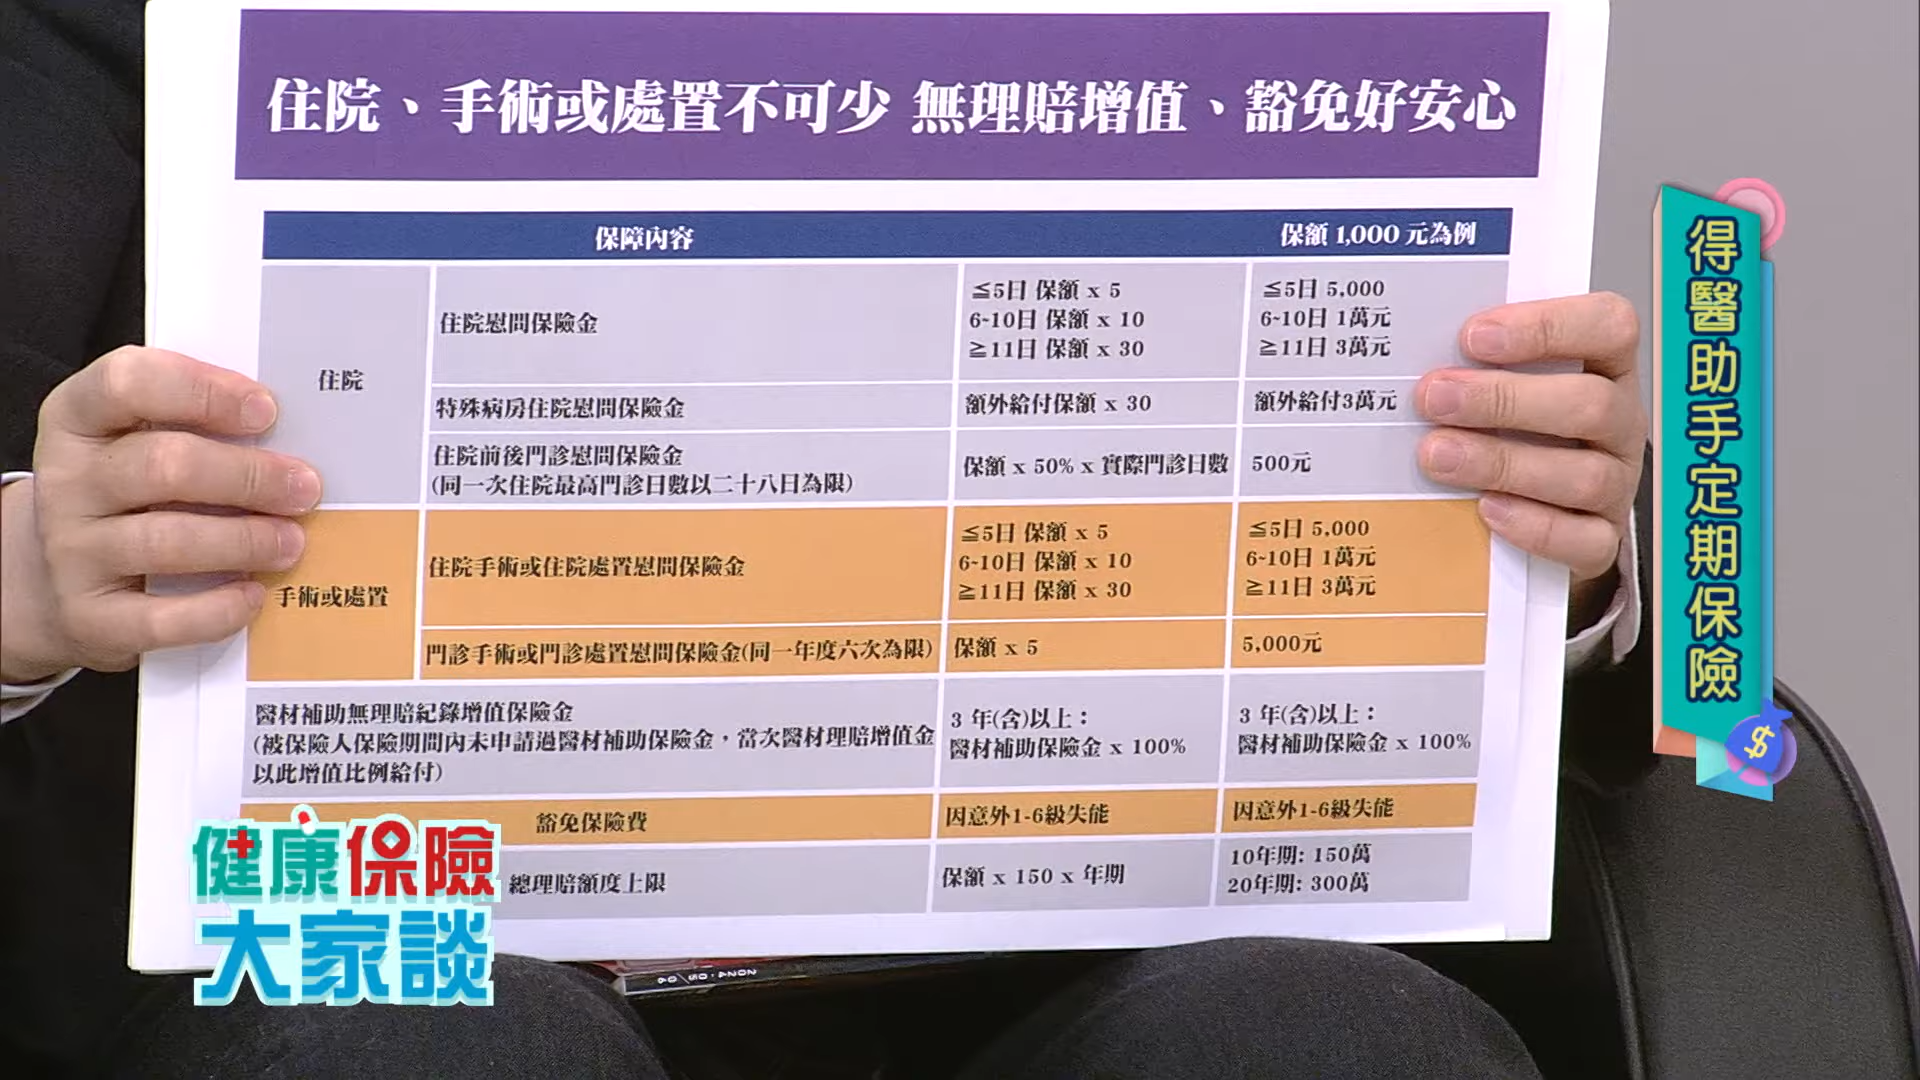 住院、手術或處置不可少 無理賠增值、豁免好安心
保障內容
保額 1,000 元為例
住院
住院慰問保險金
≦5日 保額 x 5
6~10日 保額 x 10
≧11日 保額 x 30
≦5日 5,000
6~10日 1萬元
≧11日 3萬元
特殊病房住院慰問保險金
額外給付保額 x 30
額外給付3萬元
住院前後門診慰問保險金
(同一次住院最高門診日數以二十八日為限)
保額 x 50% x 實際門診日數
500元
手術或處置
住院手術或住院處置慰問保險金
≦5日 保額 x 5
6~10日 保額 x 10
≧11日 保額 x 30
≦5日 5,000
6~10日 1萬元
≧11日 3萬元
門診手術或門診處置慰問保險金(同一年度六次為限)
保額 x 5
5,000元
醫材補助無理賠紀錄增值保險金
(被保險人保險期間內未申請過醫材補助保險金，當次醫材理賠增值金
以此增值比例給付)
3 年(含)以上：
醫材補助保險金 x 100%
3 年(含)以上：
醫材補助保險金 x 100%
豁免保險費
因意外1-6級失能
因意外1-6級失能
總理賠額度上限
保額 x 150 x 年期
10年期: 150萬
20年期: 300萬
得醫助手定期保險
$
健康保險
大家談
2024.05/06